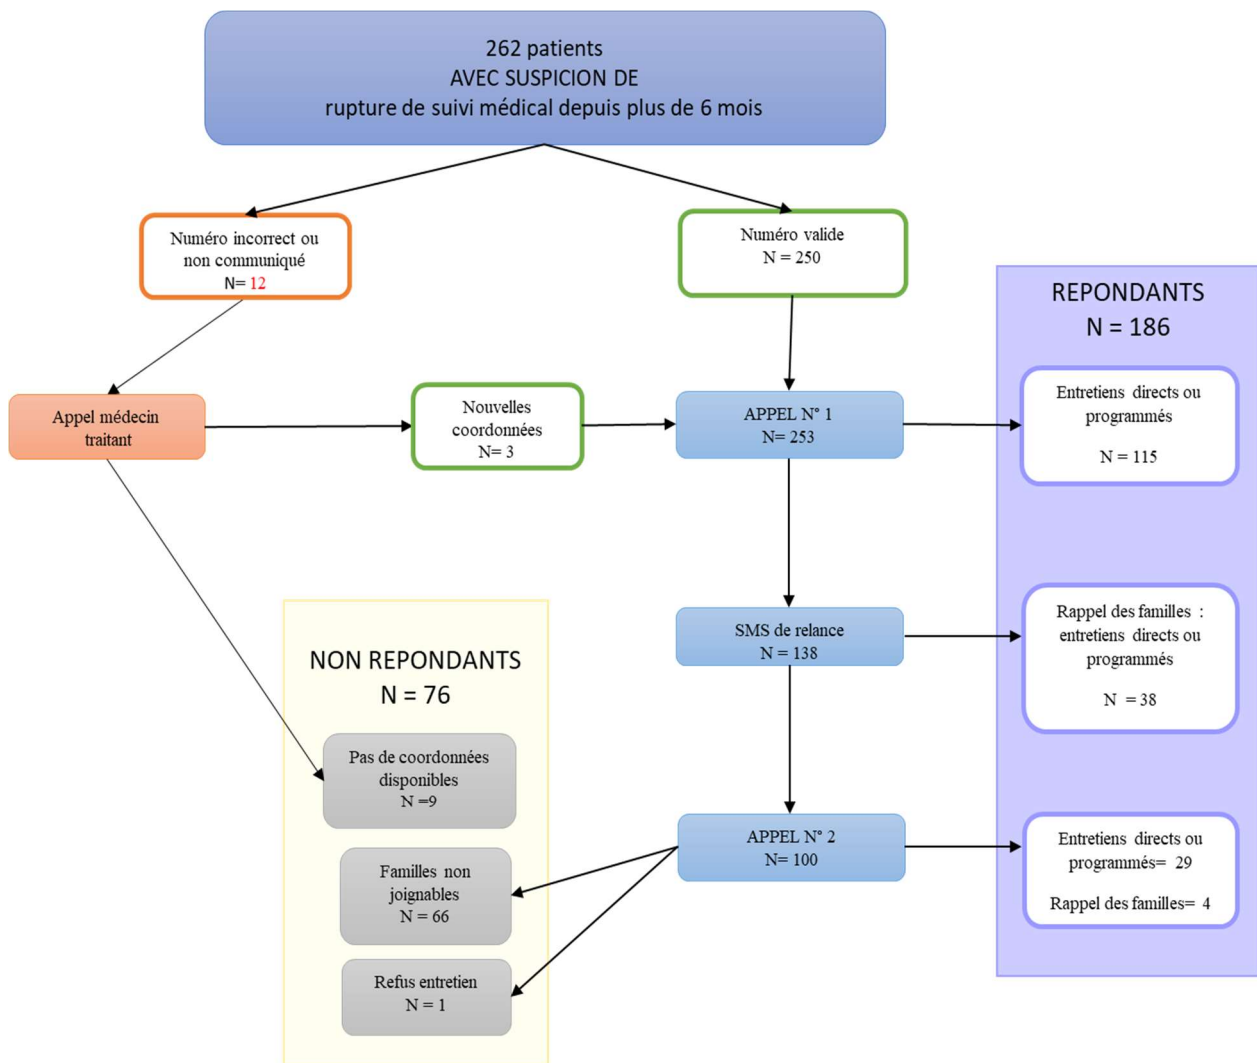 262 patients
AVEC SUSPICION DE
rupture de suivi médical depuis plus de 6 mois
Numéro incorrect ou
non communiqué
N= 12
Numéro valide
N = 250
REPONDANTS
N = 186
Appel médecin
traitant
Nouvelles
coordonnées
N= 3
APPEL N° 1
N= 253
Entretiens directs ou
programmés
N = 115
SMS de relance
N = 138
Rappel des familles :
entretiens directs ou
programmés
N = 38
NON REPONDANTS
N = 76
Pas de coordonnées
disponibles
N =9
APPEL N° 2
N= 100
Entretiens directs ou
programmés= 29
Rappel des familles= 4
Familles non
joignables
N = 66
Refus entretien
N = 1